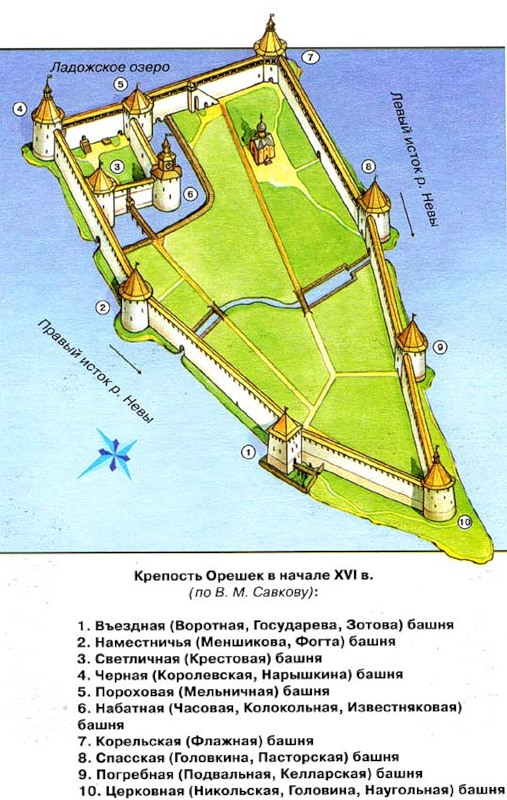 Ладожское озеро
7
5
4
Левый исток р. Невы
3
8
6
2
Правый исток р. Невы
9
1
10
Крепость Орешек в начале XVI в.
(по В. М. Савкову):
1. Въездная (Воротная, Государева, Зотова) башня
2. Наместничья (Меншикова, Фогта) башня
3. Светличная (Крестовая) башня
4. Черная (Королевская, Нарышкина) башня
5. Пороховая (Мельничная) башня
6. Набатная (Часовая, Колокольная, Известняковая)
башня
7. Корельская (Флажная) башня
8. Спасская (Головкина, Пасторская) башня
9. Погребная (Подвальная, Келларская) башня
10. Церковная (Никольская, Головина, Наугольная) башня